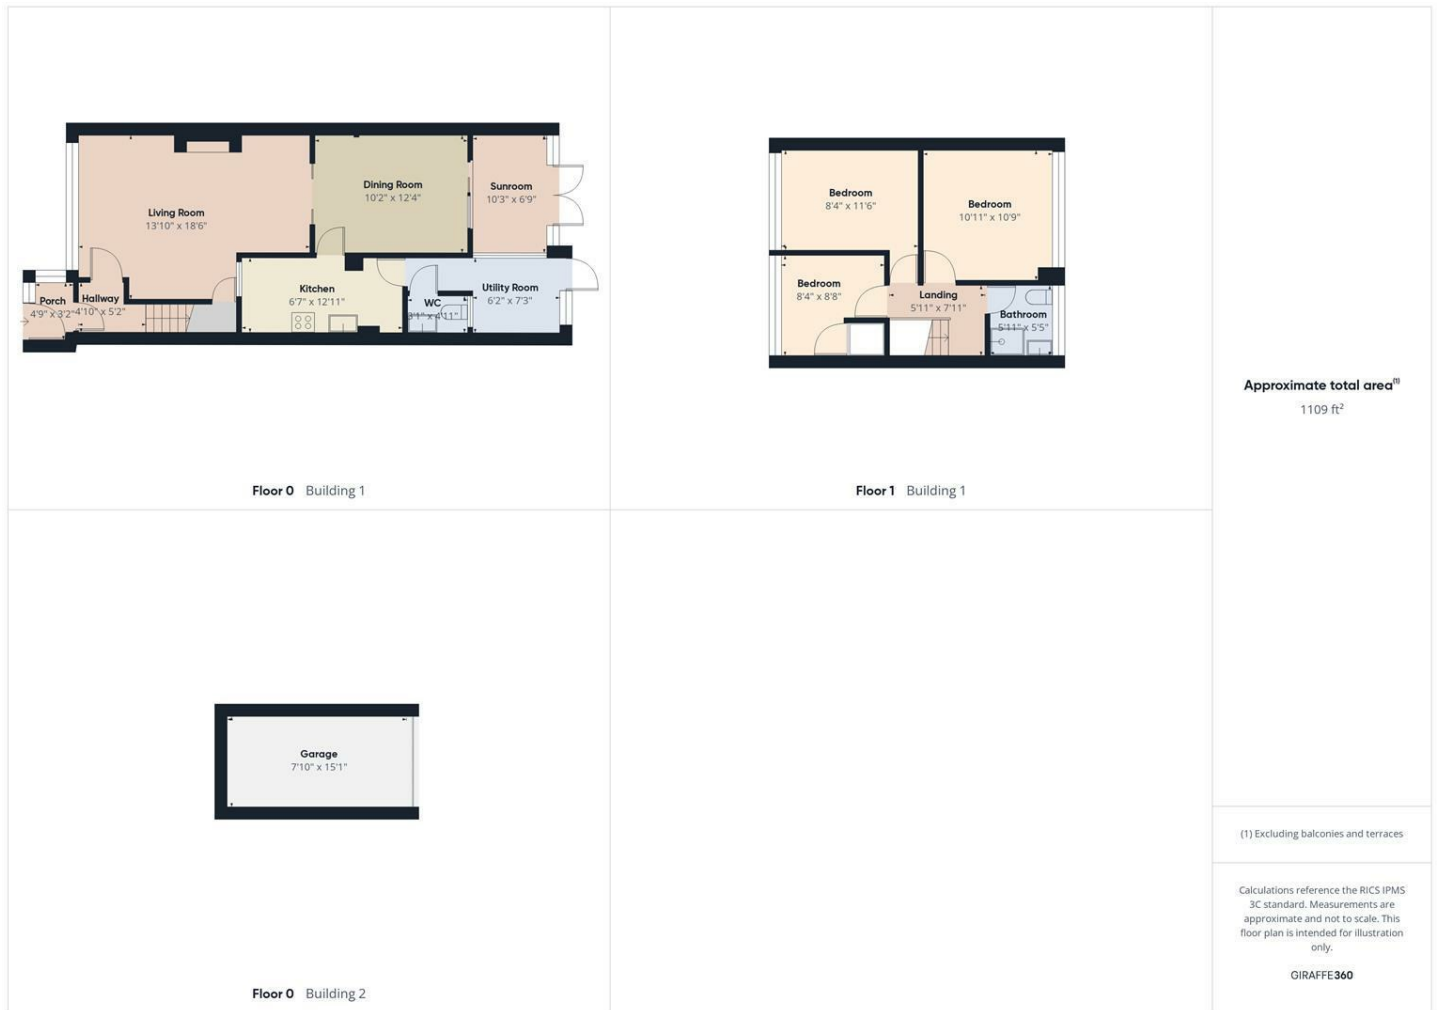 Living Room
13'10" x 18'6"
Dining Room
10'2" x 12'4"
Sunroom
10'3" x 6'9"
Porch
4'9" x 3'2"
Hallway
4'10" x 5'2"
Kitchen
6'7" x 12'11"
WC
3'1" x 4'11"
Utility Room
6'2" x 7'3"
Floor 0 Building 1
Bedroom
8'4" x 11'6"
Bedroom
10'11" x 10'9"
Bedroom
8'4" x 8'8"
Landing
5'11" x 7'11"
Bathroom
5'11" x 5'5"
Floor 1 Building 1
Garage
7'10" x 15'1"
Floor 0 Building 2
Approximate total area(1)
1109 ft²
(1) Excluding balconies and terraces
Calculations reference the RICS IPMS
3C standard. Measurements are
approximate and not to scale. This
floor plan is intended for illustration
only.
GIRAFFE360